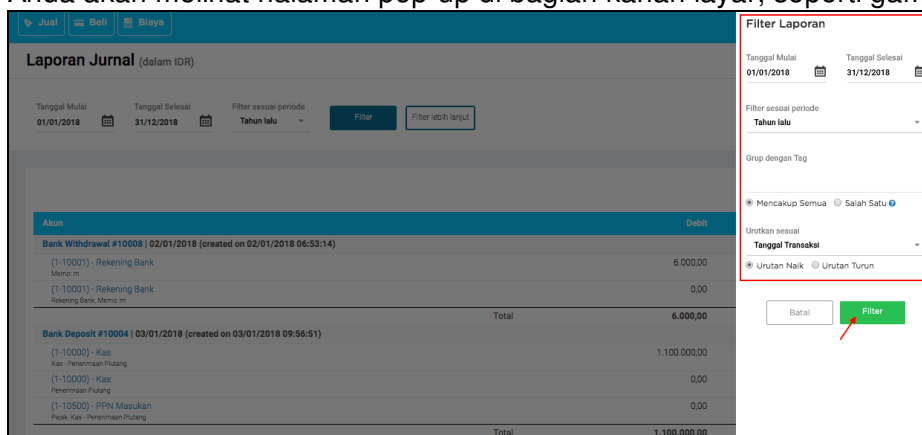 Jual Beli Biaya
Laporan Jurnal (dalam IDR)
Tanggal Mulai Tanggal Selesai Filter sesuai periode
01/01/2018 31/12/2018 Tahun lalu Filter Filter lebih lanjut
Akun Debit
Bank Withdrawal #10008 | 02/01/2018 (created on 02/01/2018 06:53:14)
(1-10001) - Rekening Bank 6.000,00
Memo: m
(1-10001) - Rekening Bank 0,00
Rekening Bank. Memo: m
Total 6.000,00
Bank Deposit #10004 | 03/01/2018 (created on 03/01/2018 09:56:51)
(1-10000) - Kas 1.100.000,00
Kas - Penerimaan Piutang
(1-10000) - Kas 0,00
Penerimaan Piutang
(1-10500) - PPN Masukan 0,00
Pajak. Kas - Penerimaan Piutang
Total 1.100.000,00
Filter Laporan
Tanggal Mulai Tanggal Selesai
01/01/2018 31/12/2018
Filter sesuai periode
Tahun lalu
Grup dengan Tag
Mencakup Semua Salah Satu
Urutkan sesuai
Tanggal Transaksi
Urutan Naik Urutan Turun
Batal Filter